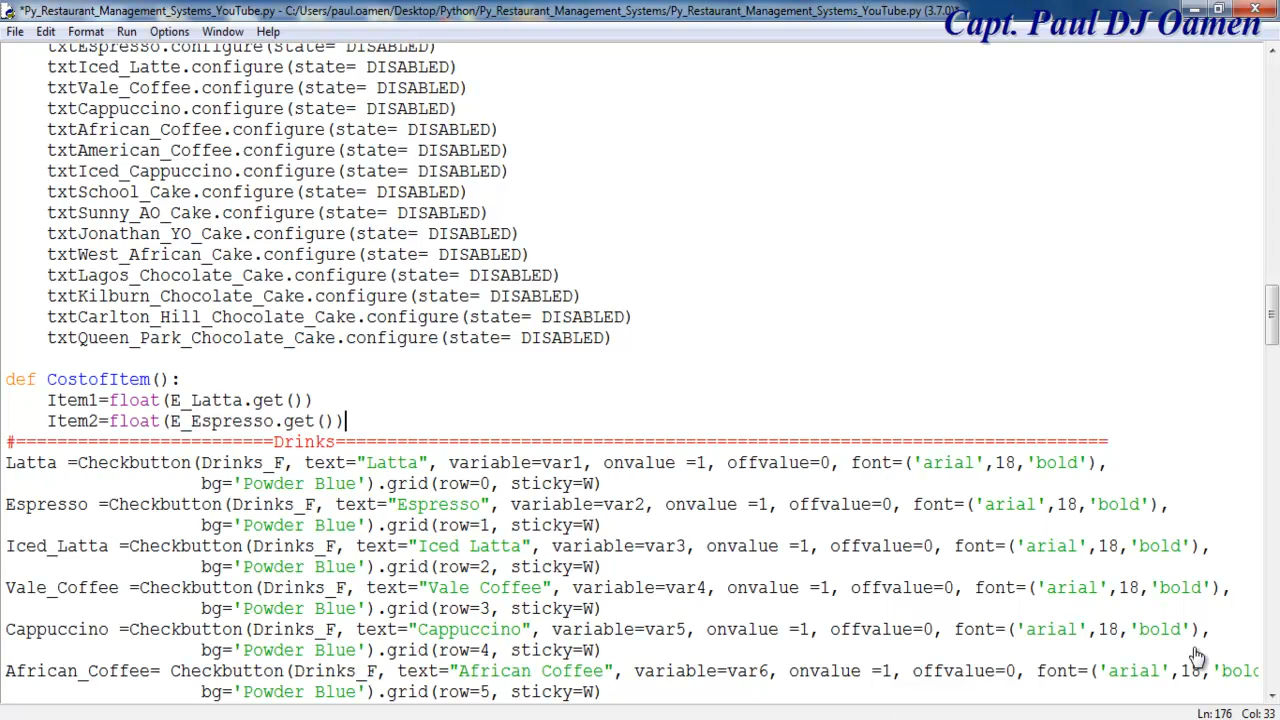 *Py_Restaurant_Management_Systems_YouTube.py - C:/Users/paul.oamen/Desktop/Python/Py_Restaurant_Management_Systems/Py_Restaurant_Management_Systems_YouTube.py (3.7.0)*
Capt. Paul DJ Oamen
File Edit Format Run Options Window Help
txtEspresso.configure(state= DISABLED)
txtIced_Latte.configure(state= DISABLED)
txtVale_Coffee.configure(state= DISABLED)
txtCappuccino.configure(state= DISABLED)
txtAfrican_Coffee.configure(state= DISABLED)
txtAmerican_Coffee.configure(state= DISABLED)
txtIced_Cappuccino.configure(state= DISABLED)
txtSchool_Cake.configure(state= DISABLED)
txtSunny_AO_Cake.configure(state= DISABLED)
txtJonathan_YO_Cake.configure(state= DISABLED)
txtWest_African_Cake.configure(state= DISABLED)
txtLagos_Chocolate_Cake.configure(state= DISABLED)
txtKilburn_Chocolate_Cake.configure(state= DISABLED)
txtCarlton_Hill_Chocolate_Cake.configure(state= DISABLED)
txtQueen_Park_Chocolate_Cake.configure(state= DISABLED)
def CostofItem():
Item1=float(E_Latta.get())
Item2=float(E_Espresso.get())
#=========================Drinks===========================================================================
Latta =Checkbutton(Drinks_F, text="Latta", variable=var1, onvalue =1, offvalue=0, font=('arial',18,'bold'),
bg='Powder Blue').grid(row=0, sticky=W)
Espresso =Checkbutton(Drinks_F, text="Espresso", variable=var2, onvalue =1, offvalue=0, font=('arial',18,'bold'),
bg='Powder Blue').grid(row=1, sticky=W)
Iced_Latta =Checkbutton(Drinks_F, text="Iced Latta", variable=var3, onvalue =1, offvalue=0, font=('arial',18,'bold'),
bg='Powder Blue').grid(row=2, sticky=W)
Vale_Coffee =Checkbutton(Drinks_F, text="Vale Coffee", variable=var4, onvalue =1, offvalue=0, font=('arial',18,'bold'),
bg='Powder Blue').grid(row=3, sticky=W)
Cappuccino =Checkbutton(Drinks_F, text="Cappuccino", variable=var5, onvalue =1, offvalue=0, font=('arial',18,'bold'),
bg='Powder Blue').grid(row=4, sticky=W)
African_Coffee= Checkbutton(Drinks_F, text="African Coffee", variable=var6, onvalue =1, offvalue=0, font=('arial',18,'bold
bg='Powder Blue').grid(row=5, sticky=W)
Ln: 176 Col: 33